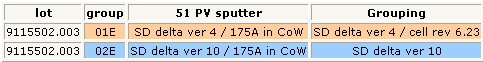 lot group 51 PV sputter Grouping
9115502.003 01E SD delta ver 4 / 175A in CoW SD delta ver 4 / cell rev 6.23
9115502.003 02E SD delta ver 10 / 175A in CoW SD delta ver 10